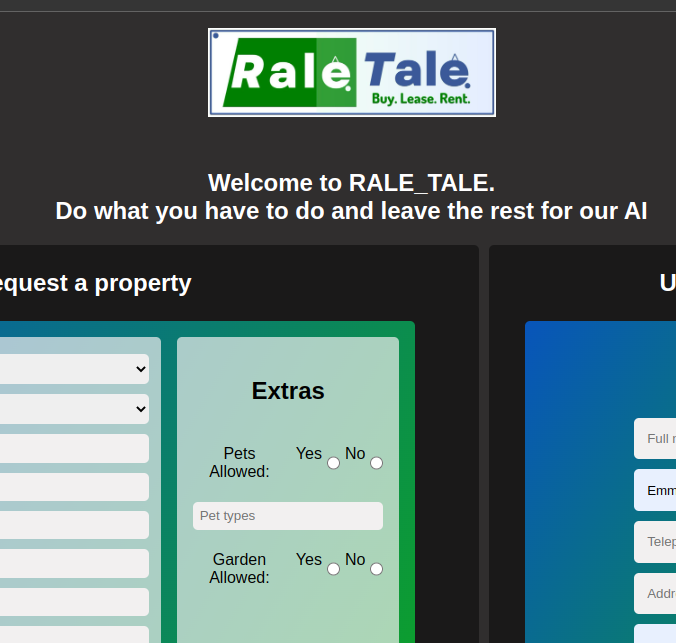 Rale Tale
Buy. Lease. Rent.
Welcome to RALE_TALE.
Do what you have to do and leave the rest for our AI
equest a property
U
Extras
Pets Allowed: Yes No
Pet types
Garden Allowed: Yes No
Full
Emm
Telep
Addr